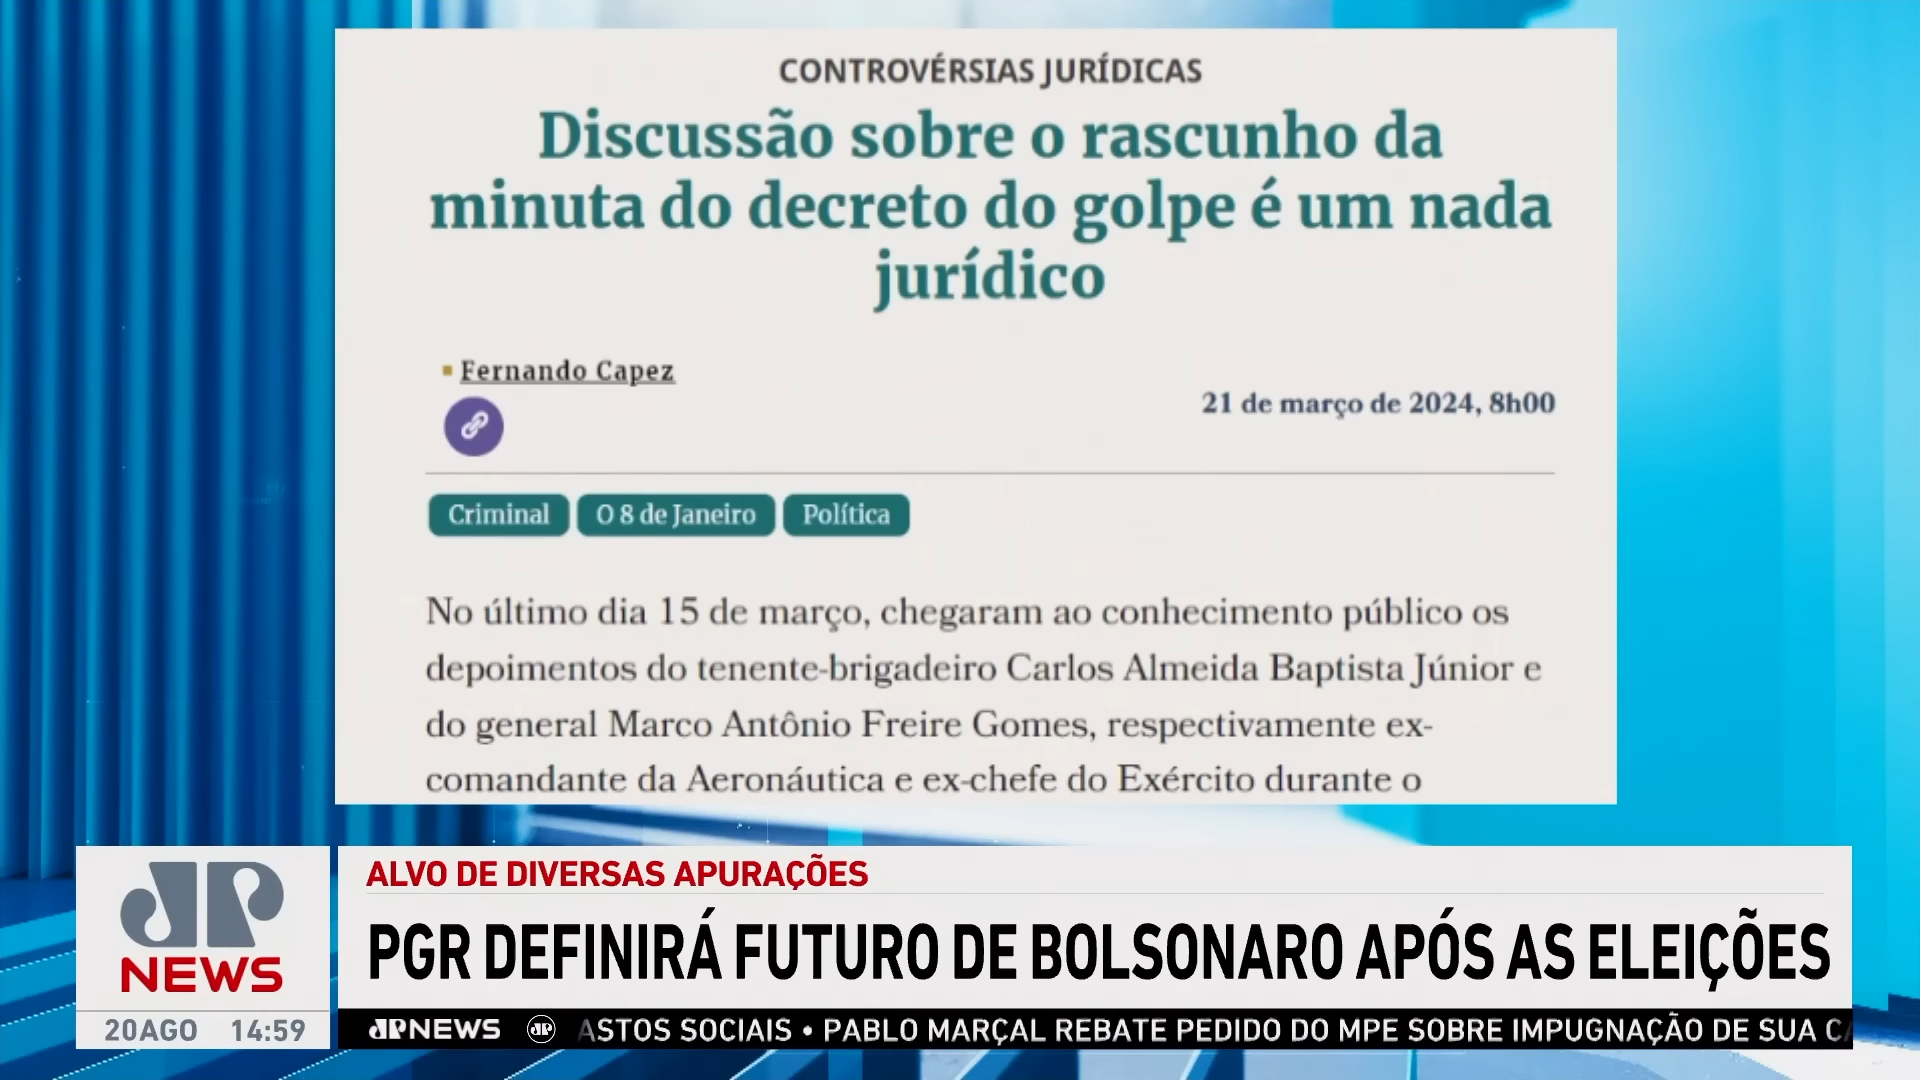 CONTROVÉRSIAS JURÍDICAS
Discussão sobre o rascunho da
minuta do decreto do golpe é um nada
jurídico
Fernando Capez
21 de março de 2024, 8h00
Criminal
O 8 de Janeiro
Política
No último dia 15 de março, chegaram ao conhecimento público os
depoimentos do tenente-brigadeiro Carlos Almeida Baptista Júnior e
do general Marco Antônio Freire Gomes, respectivamente ex-
comandante da Aeronáutica e ex-chefe do Exército durante o
ALVO DE DIVERSAS APURAÇÕES
PGR DEFINIRÁ FUTURO DE BOLSONARO APÓS AS ELEIÇÕES
JP
NEWS
20AGO 14:59
JPNEWS JP ASTOS SOCIAIS • PABLO MARÇAL REBATE PEDIDO DO MPE SOBRE IMPUGNAÇÃO DE SUA